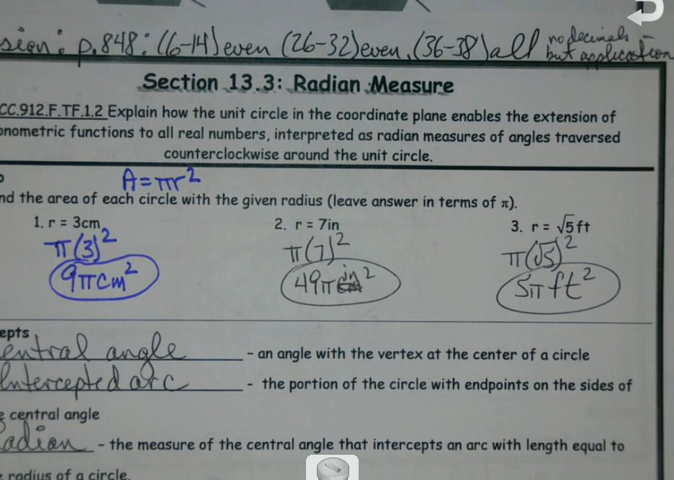 sion: p.848: (6-14) even (26-32) even, (36-38) all no decimals - but application
Section 13.3: Radian Measure
CC.912.F.TF.1.2 Explain how the unit circle in the coordinate plane enables the extension of
onometric functions to all real numbers, interpreted as radian measures of angles traversed
counterclockwise around the unit circle.
A=πr²
nd the area of each circle with the given radius (leave answer in terms of π).
1. r = 3cm 2. r = 7in 3. r = √5ft
π(3)² π(7)² π(√5)²
9πcm² 49π in² 5π ft²
epts
entral angle - an angle with the vertex at the center of a circle
Intercepted arc - the portion of the circle with endpoints on the sides of
e central angle
adian - the measure of the central angle that intercepts an arc with length equal to
e radius of a circle.